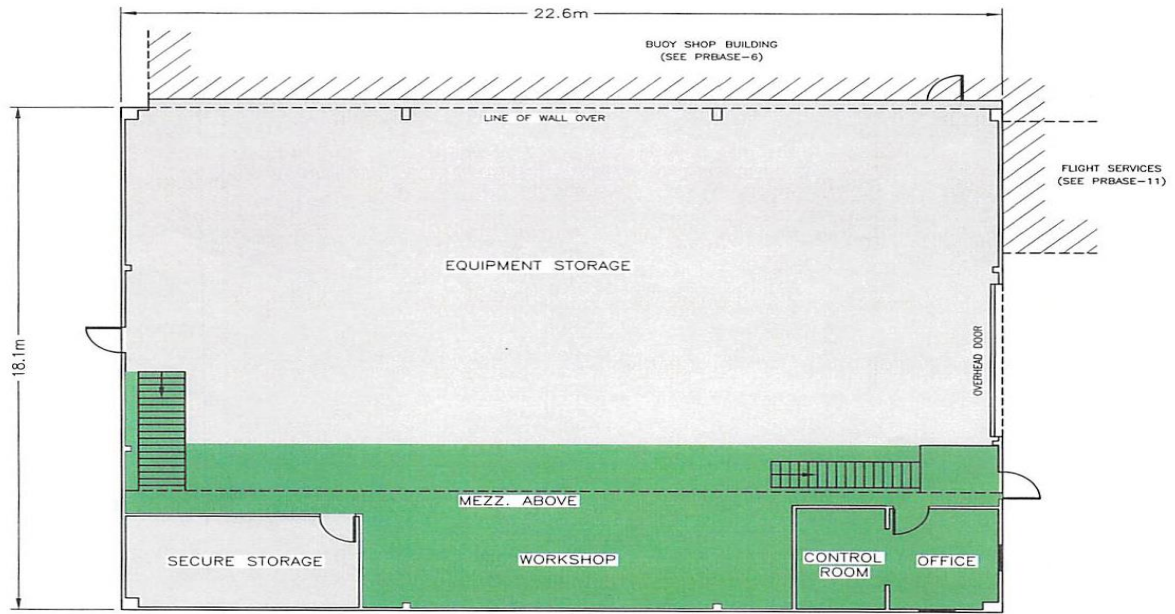 22.6m
BUOY SHOP BUILDING
(SEE PRBASE-6)
LINE OF WALL OVER
FLIGHT SERVICES
(SEE PRBASE-11)
EQUIPMENT STORAGE
18.1m
OVERHEAD DOOR
MEZZ. ABOVE
SECURE STORAGE
WORKSHOP
CONTROL
ROOM
OFFICE